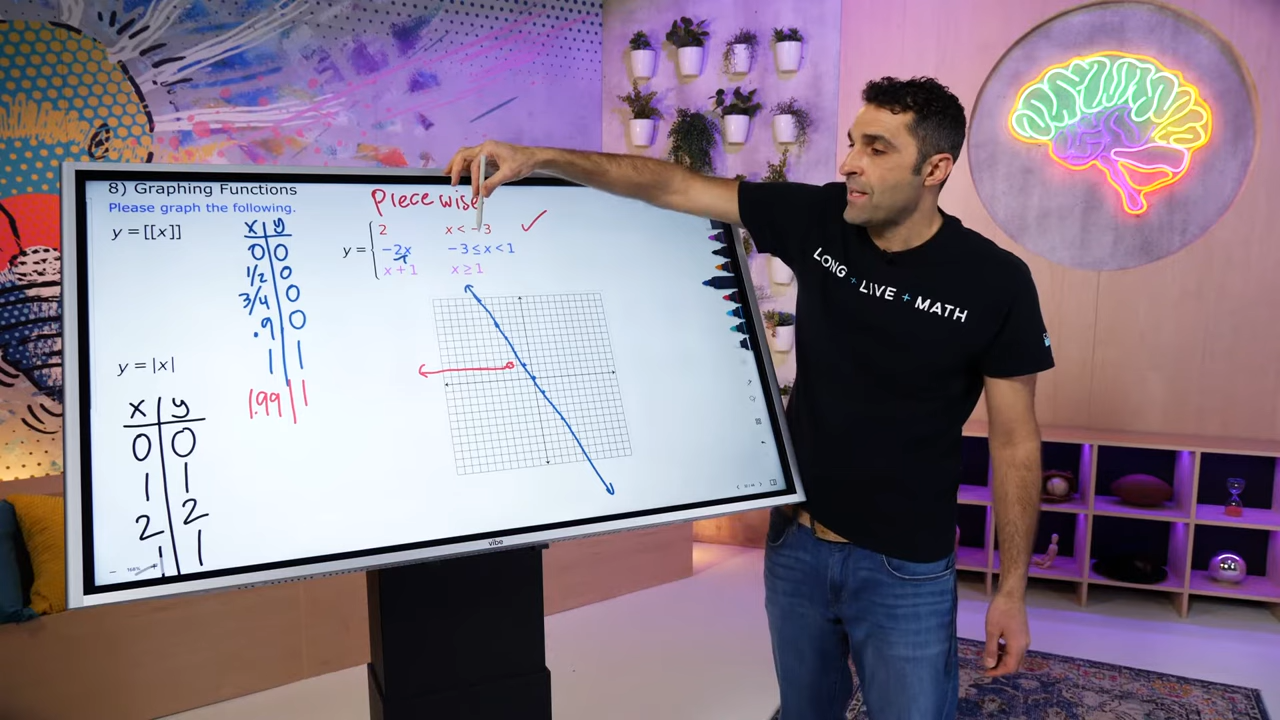 8) Graphing Functions
Please graph the following.
y = [[x]]
x y
0 0
1/2 0
3/4 0
.9 0
1 1
1.99 1
y = |x|
x y
0 0
1 1
2 2
1
Piecewise
y = { 2 x < -3 ✓
-2x -3 ≤ x < 1
x + 1 x ≥ 1
vibe
LONG + LIVE + MATH